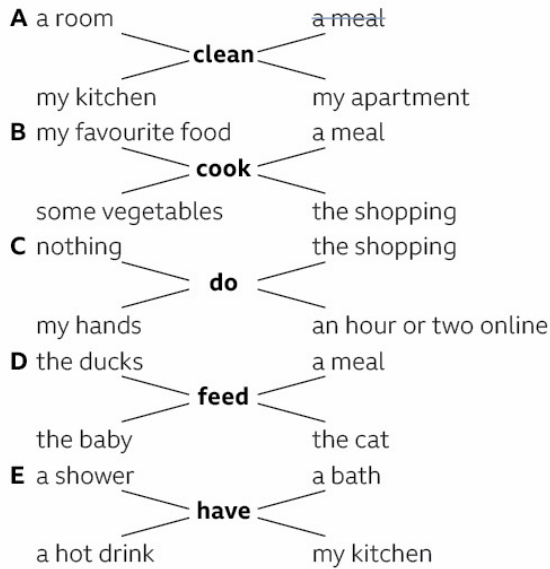 A a room a meal
clean
my kitchen my apartment
B my favourite food a meal
cook
some vegetables the shopping
C nothing the shopping
do
my hands an hour or two online
D the ducks a meal
feed
the baby the cat
E a shower a bath
have
a hot drink my kitchen